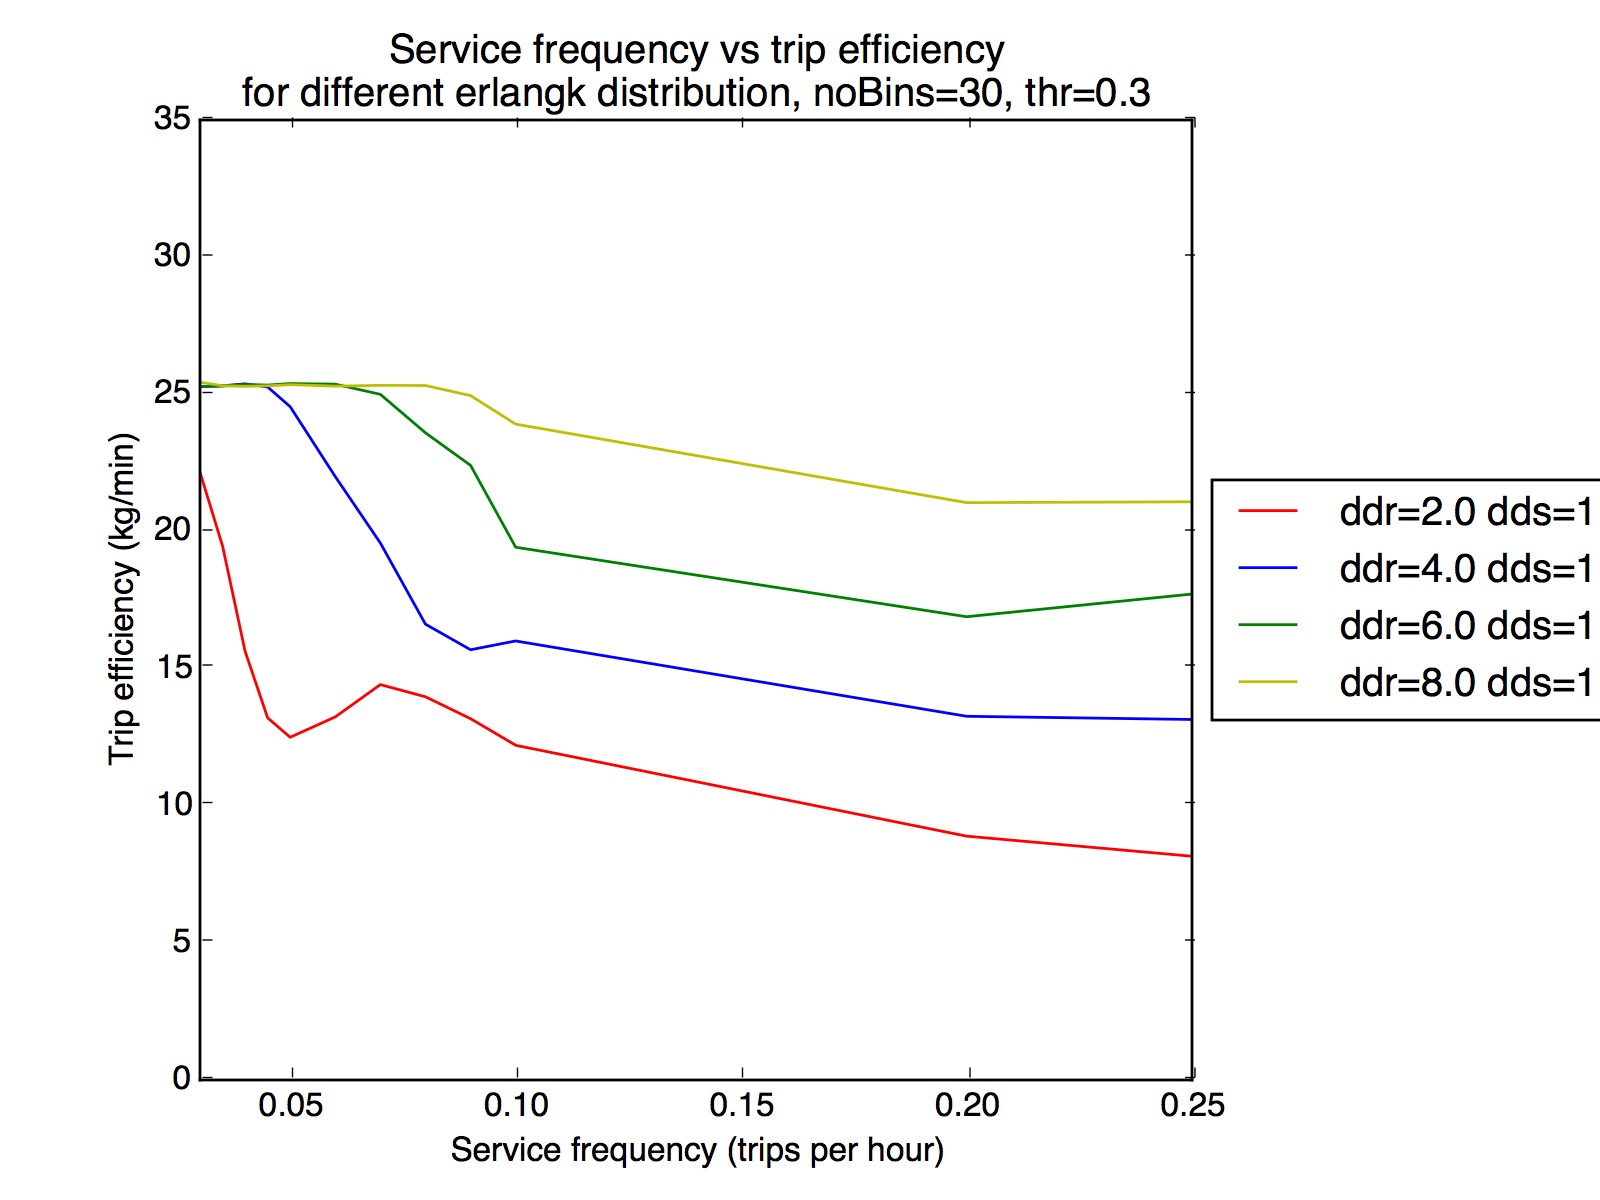 Service frequency vs trip efficiency
for different erlangk distribution, noBins=30, thr=0.3
35
30
25
20
15
10
5
0
Trip efficiency (kg/min)
0.05 0.10 0.15 0.20 0.25
Service frequency (trips per hour)
ddr=2.0 dds=1
ddr=4.0 dds=1
ddr=6.0 dds=1
ddr=8.0 dds=1